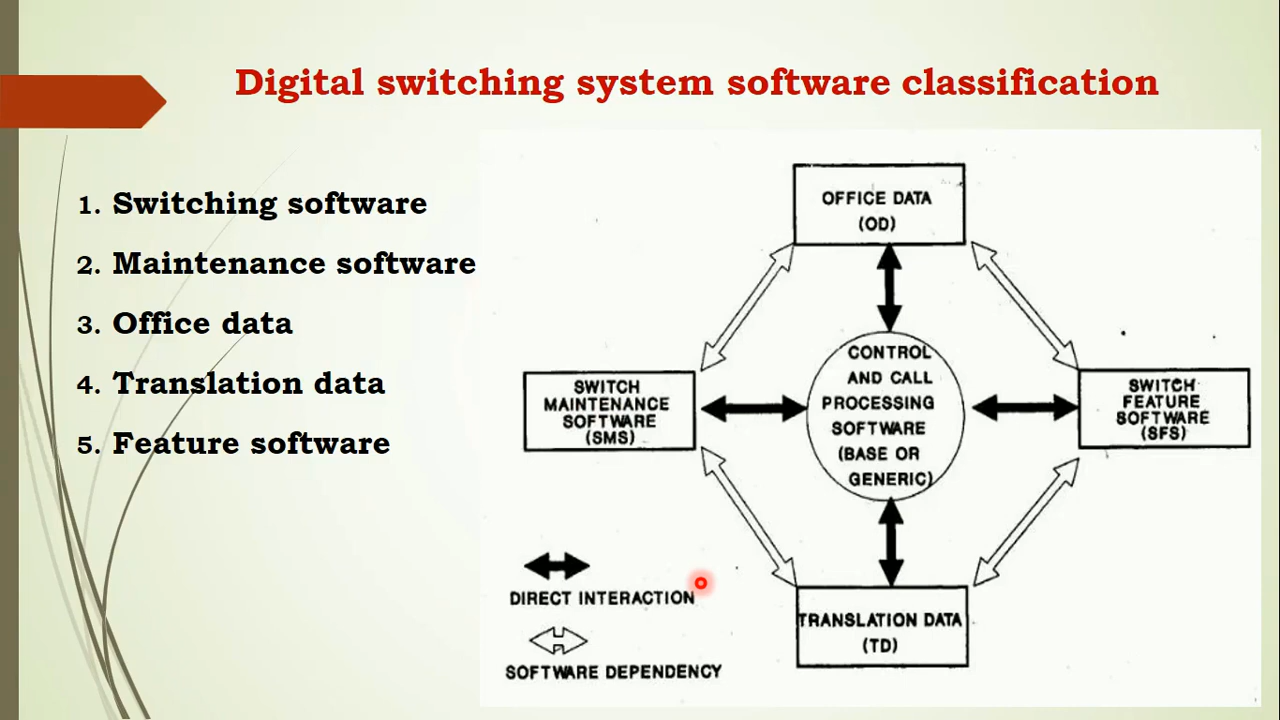 Digital switching system software classification
1. Switching software
2. Maintenance software
3. Office data
4. Translation data
5. Feature software
OFFICE DATA
(OD)
CONTROL
AND CALL
PROCESSING
SOFTWARE
(BASE OR
GENERIC)
SWITCH
MAINTENANCE
SOFTWARE
(SMS)
SWITCH
FEATURE
SOFTWARE
(SFS)
TRANSLATION DATA
(TD)
DIRECT INTERACTION
SOFTWARE DEPENDENCY